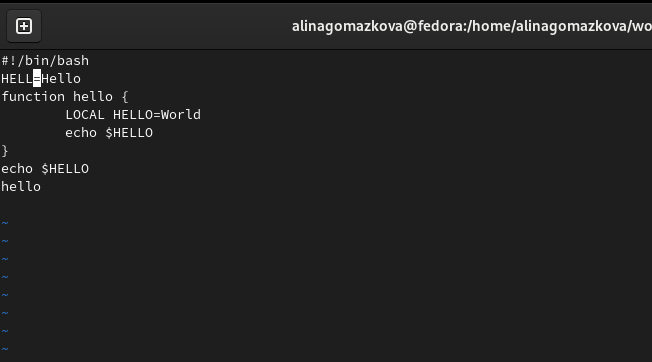 alinagomazkova@fedora:/home/alinagomazkova/wo
#!/bin/bash
HELL=Hello
function hello {
        LOCAL HELLO=World
        echo $HELLO
}
echo $HELLO
hello
~
~
~
~
~
~
~
~